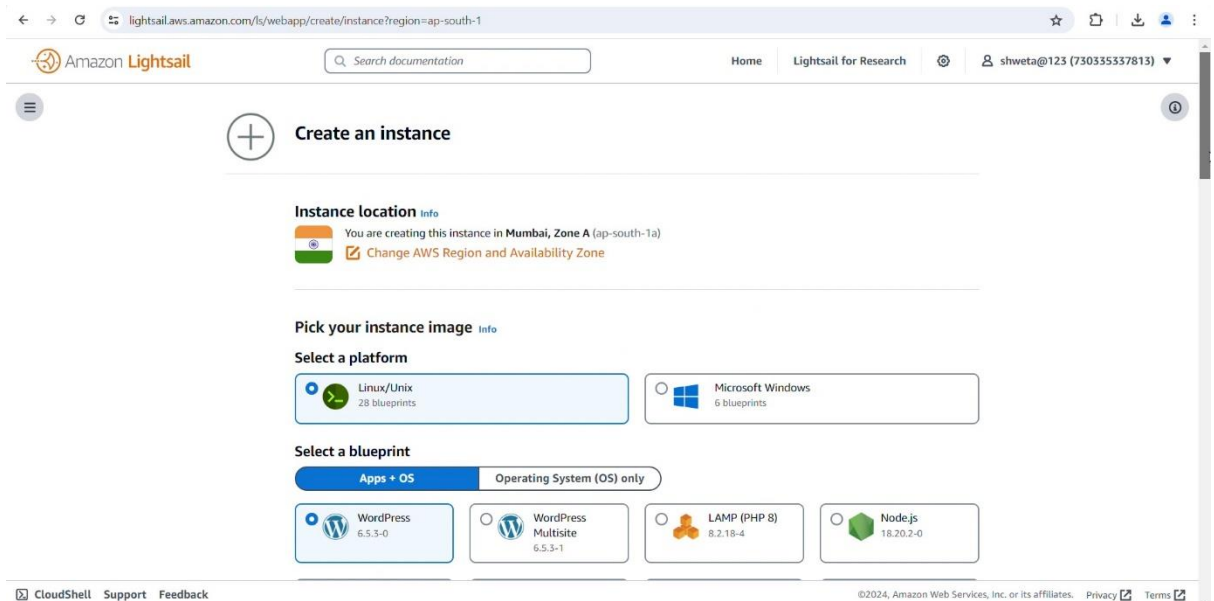 lightsail.aws.amazon.com/ls/webapp/create/instance?region=ap-south-1
Amazon Lightsail
Search documentation
Home
Lightsail for Research
shweta@123 (730335337813)
Create an instance
Instance location Info
You are creating this instance in Mumbai, Zone A (ap-south-1a)
Change AWS Region and Availability Zone
Pick your instance image Info
Select a platform
Linux/Unix
28 blueprints
Microsoft Windows
6 blueprints
Select a blueprint
Apps + OS
Operating System (OS) only
WordPress
6.5.3-0
WordPress
Multisite
6.5.3-1
LAMP (PHP 8)
8.2.18-4
Node.js
18.20.2-0
CloudShell
Support
Feedback
©2024, Amazon Web Services, Inc. or its affiliates.
Privacy
Terms